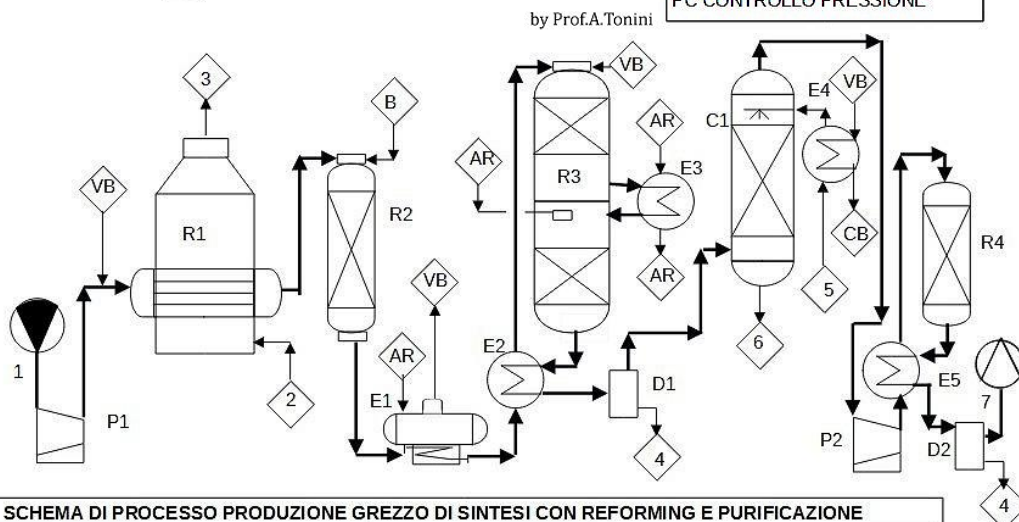 PC CONTROLLO PRESSIONE
by Prof.A.Tonini
3
B
VB
AR
VB
R1
R2
R3
AR
E3
AR
C1
E4
VB
CB
5
6
R4
VB
1
P1
2
AR
E1
VB
E2
D1
4
P2
E5
D2
7
4
SCHEMA DI PROCESSO PRODUZIONE GREZZO DI SINTESI CON REFORMING E PURIFICAZIONE